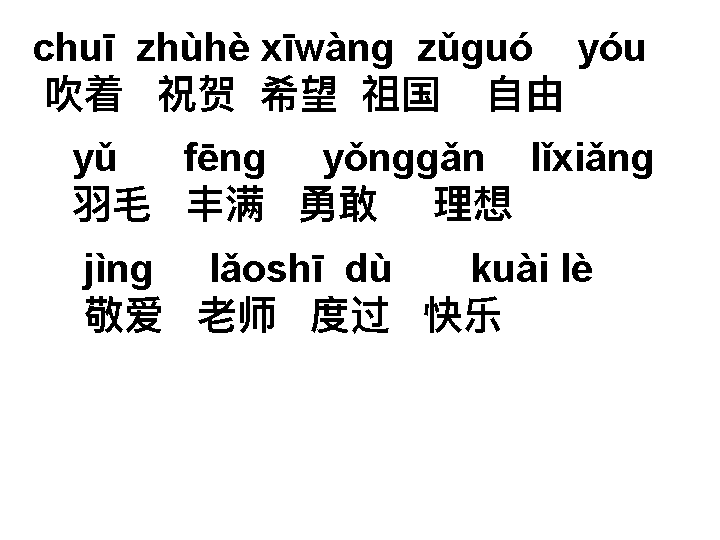 chuī zhùhè xīwàng zǔguó yóu
吹着 祝贺 希望 祖国 自由
yǔ fēng yǒnggǎn lǐxiǎng
羽毛 丰满 勇敢 理想
jìng lǎoshī dù kuài lè
敬爱 老师 度过 快乐